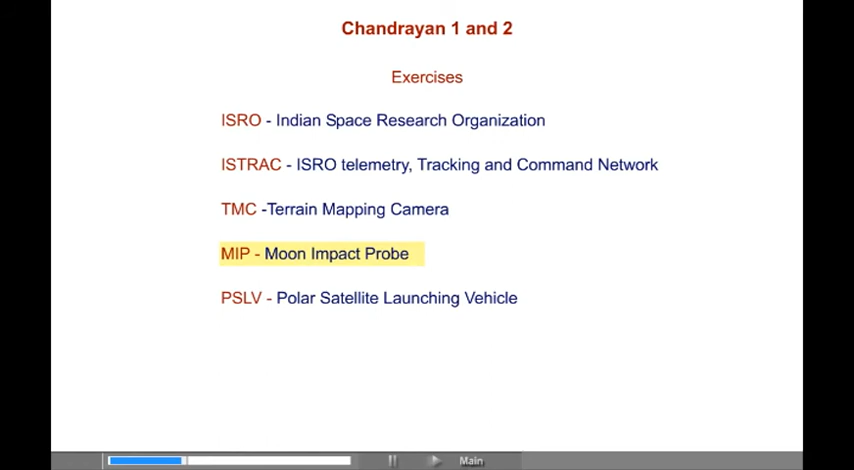 Chandrayan 1 and 2
Exercises
ISRO - Indian Space Research Organization
ISTRAC - ISRO telemetry, Tracking and Command Network
TMC -Terrain Mapping Camera
MIP - Moon Impact Probe
PSLV - Polar Satellite Launching Vehicle
Main